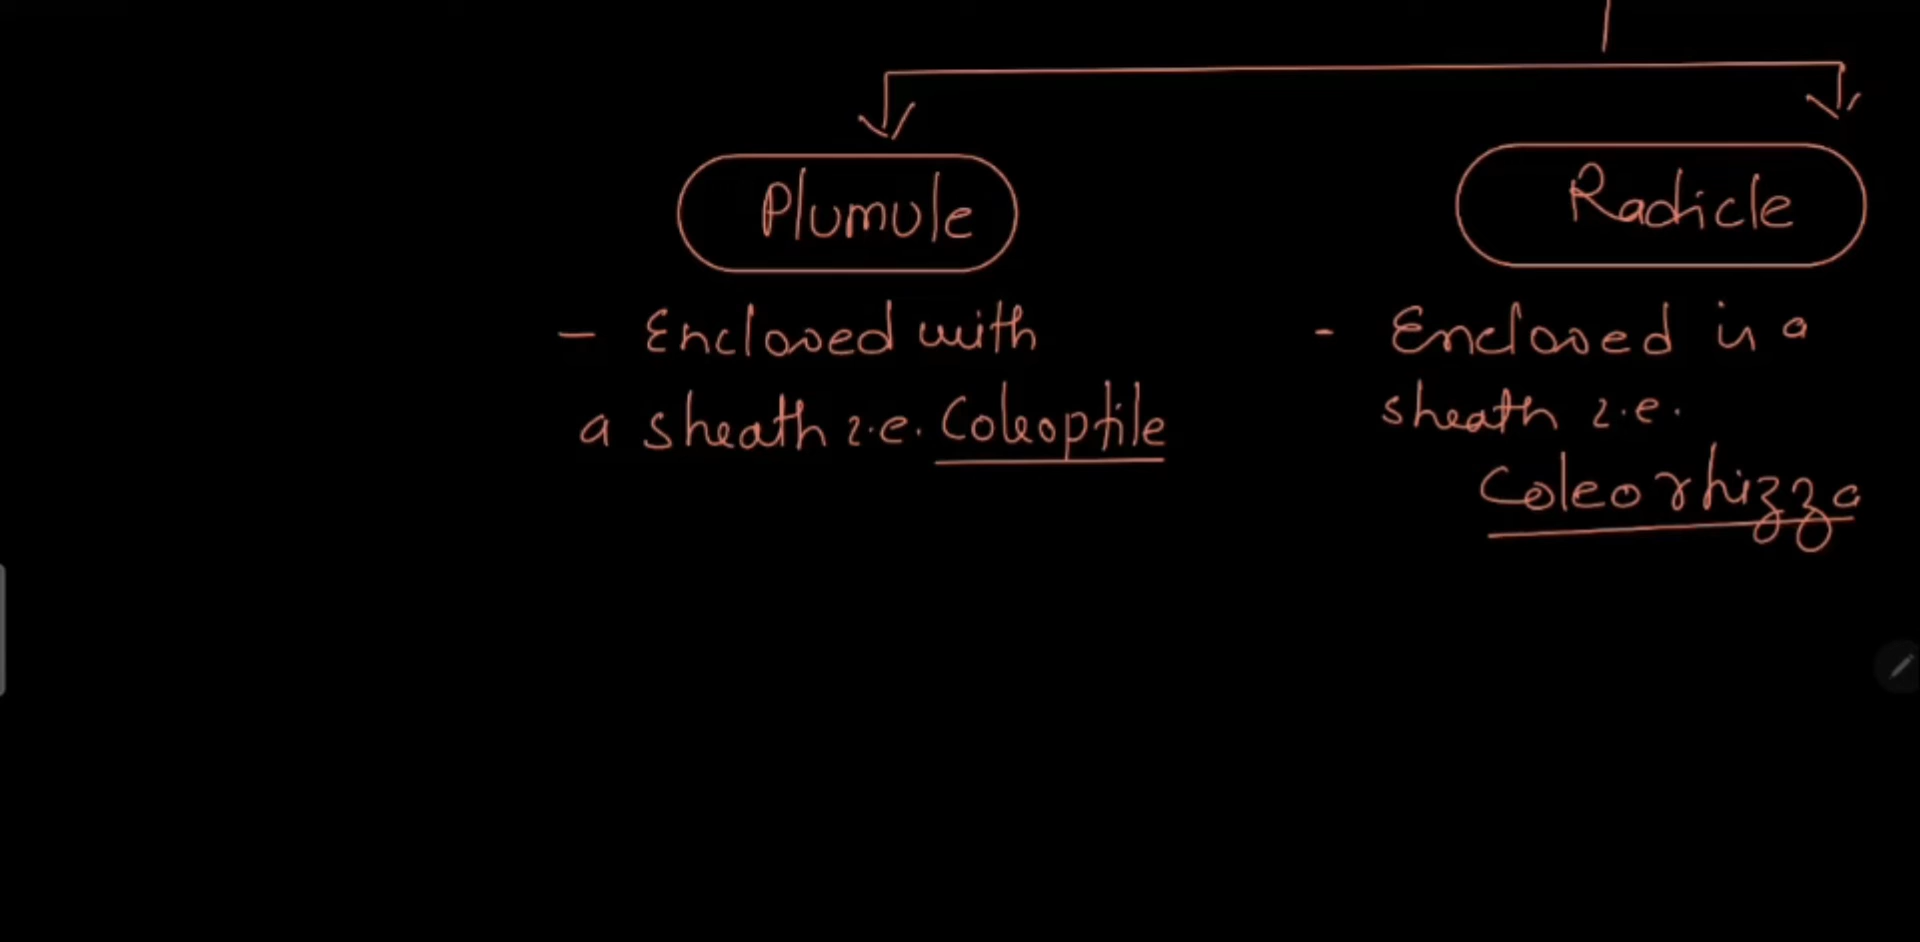 Plumule
Radicle
- Enclosed with
a sheath i.e. Coleoptile
- Enclosed in a
sheath i.e.
Coleorhizza